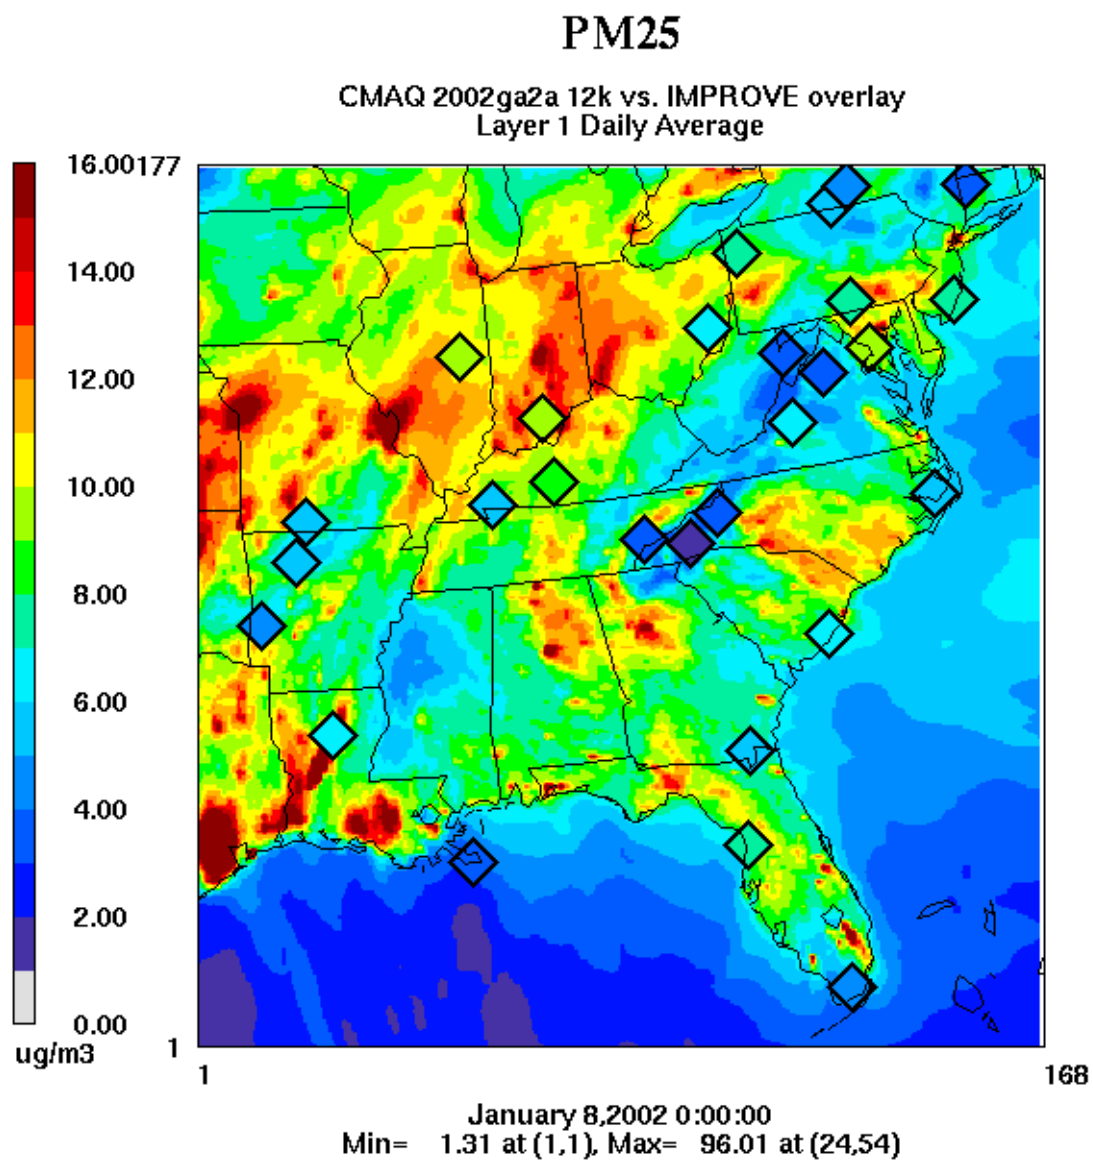 PM25
CMAQ 2002ga2a 12k vs. IMPROVE overlay
Layer 1 Daily Average
16.00
177
14.00
12.00
10.00
8.00
6.00
4.00
2.00
0.00
ug/m3
1
1
168
January 8,2002 0:00:00
Min= 1.31 at (1,1), Max= 96.01 at (24,54)